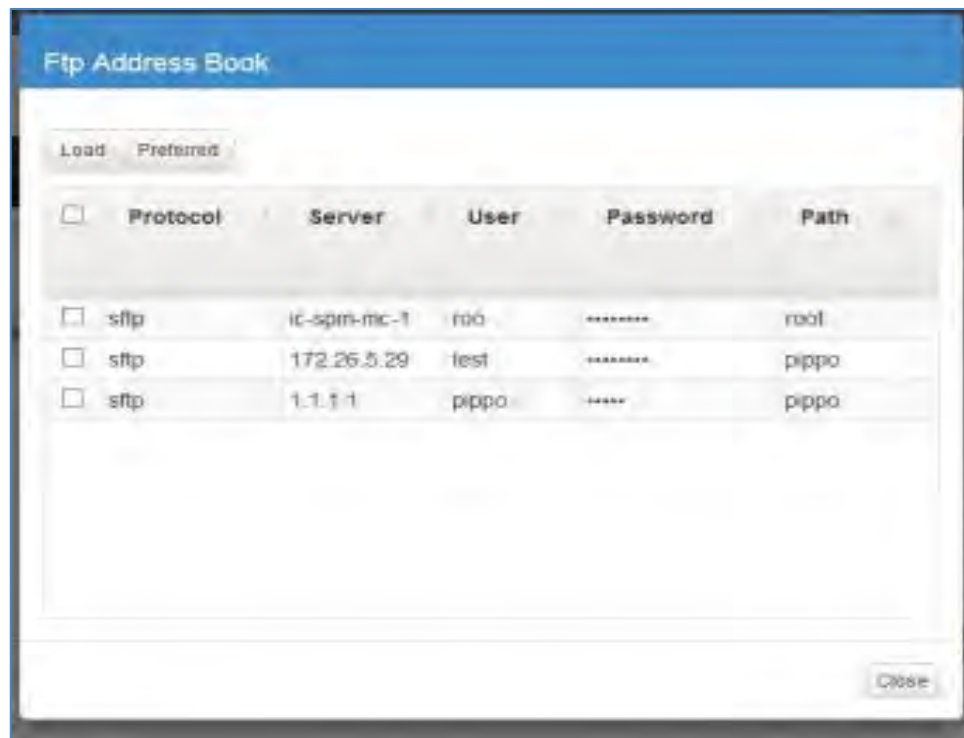 Ftp Address Book
Load Preferred
Protocol Server User Password Path
sftp ic-spm-mc-1 roo •••••••• root
sftp 172.26.5.29 test •••••••• pippo
sftp 1.1.1.1 pippo ••••• pippo
Close